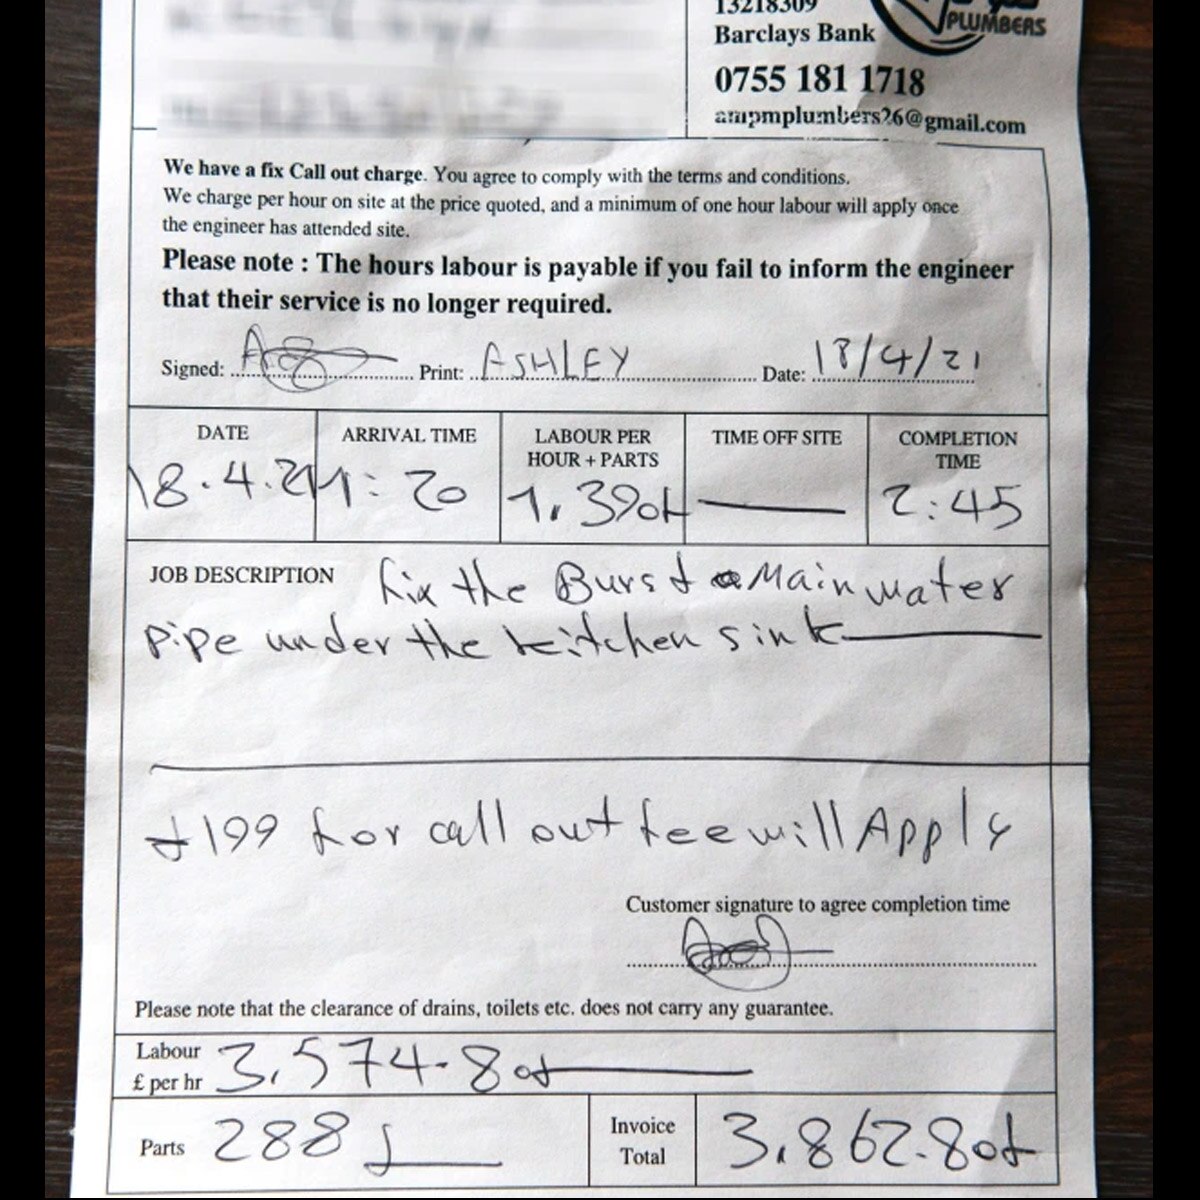 13218309
Barclays Bank
PLUMBERS
0755 181 1718
ampmplumbers26@gmail.com
We have a fix Call out charge. You agree to comply with the terms and conditions.
We charge per hour on site at the price quoted, and a minimum of one hour labour will apply once
the engineer has attended site.
Please note : The hours labour is payable if you fail to inform the engineer
that their service is no longer required.
Signed: Print: ASHLEY Date: 18/4/21
DATE ARRIVAL TIME LABOUR PER HOUR + PARTS TIME OFF SITE COMPLETION TIME
18.4.21 1:20 1,390£ — 2:45
JOB DESCRIPTION fix the Burst Main water
pipe under the kitchen sink
£199 for call out fee will Apply
Customer signature to agree completion time
Please note that the clearance of drains, toilets etc. does not carry any guarantee.
Labour £ per hr 3,574.80£
Parts 288£ Invoice Total 3,862.80£